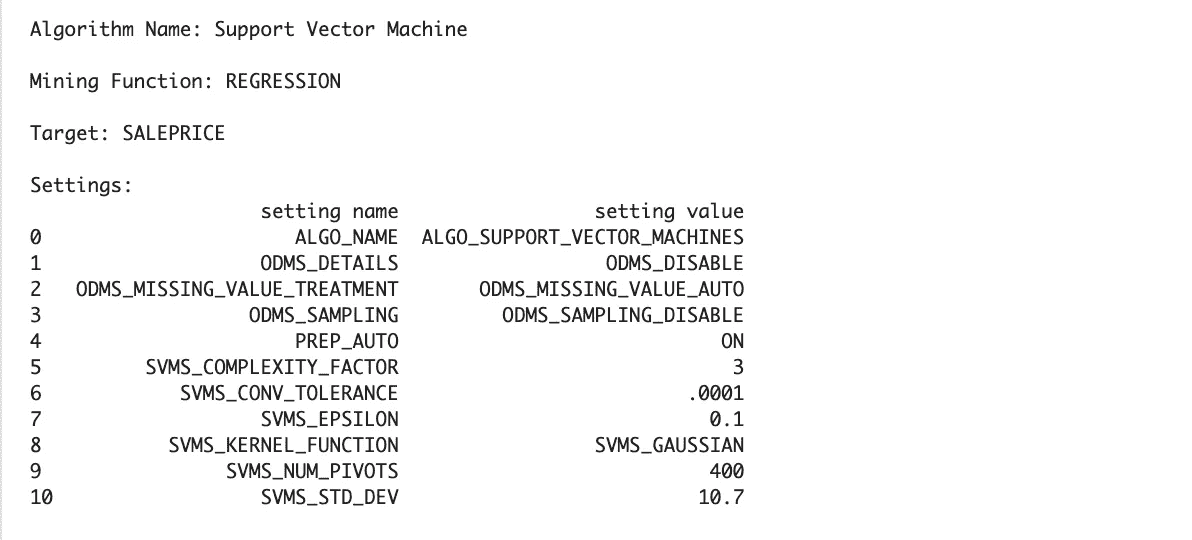 Algorithm Name: Support Vector Machine
Mining Function: REGRESSION
Target: SALEPRICE
Settings:
setting name setting value
0 ALGO_NAME ALGO_SUPPORT_VECTOR_MACHINES
1 ODMS_DETAILS ODMS_DISABLE
2 ODMS_MISSING_VALUE_TREATMENT ODMS_MISSING_VALUE_AUTO
3 ODMS_SAMPLING ODMS_SAMPLING_DISABLE
4 PREP_AUTO ON
5 SVMS_COMPLEXITY_FACTOR 3
6 SVMS_CONV_TOLERANCE .0001
7 SVMS_EPSILON 0.1
8 SVMS_KERNEL_FUNCTION SVMS_GAUSSIAN
9 SVMS_NUM_PIVOTS 400
10 SVMS_STD_DEV 10.7